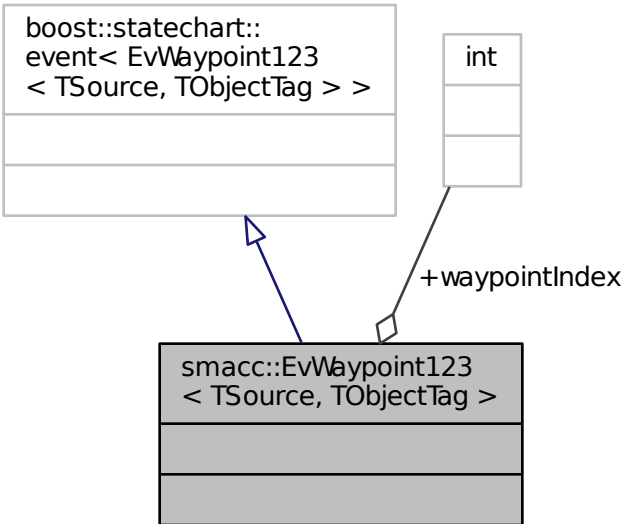 boost::statechart::
event< EvWaypoint123
< TSource, TObjectTag > >
int
+waypointIndex
smacc::EvWaypoint123
< TSource, TObjectTag >